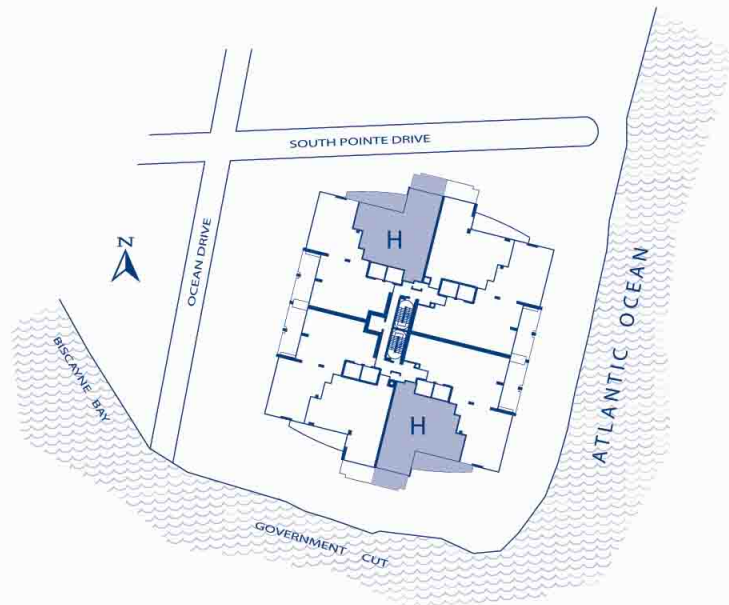 SOUTH POINTE DRIVE
H
N
OCEAN DRIVE
ATLANTIC OCEAN
BISCAYNE BAY
H
GOVERNMENT CUT